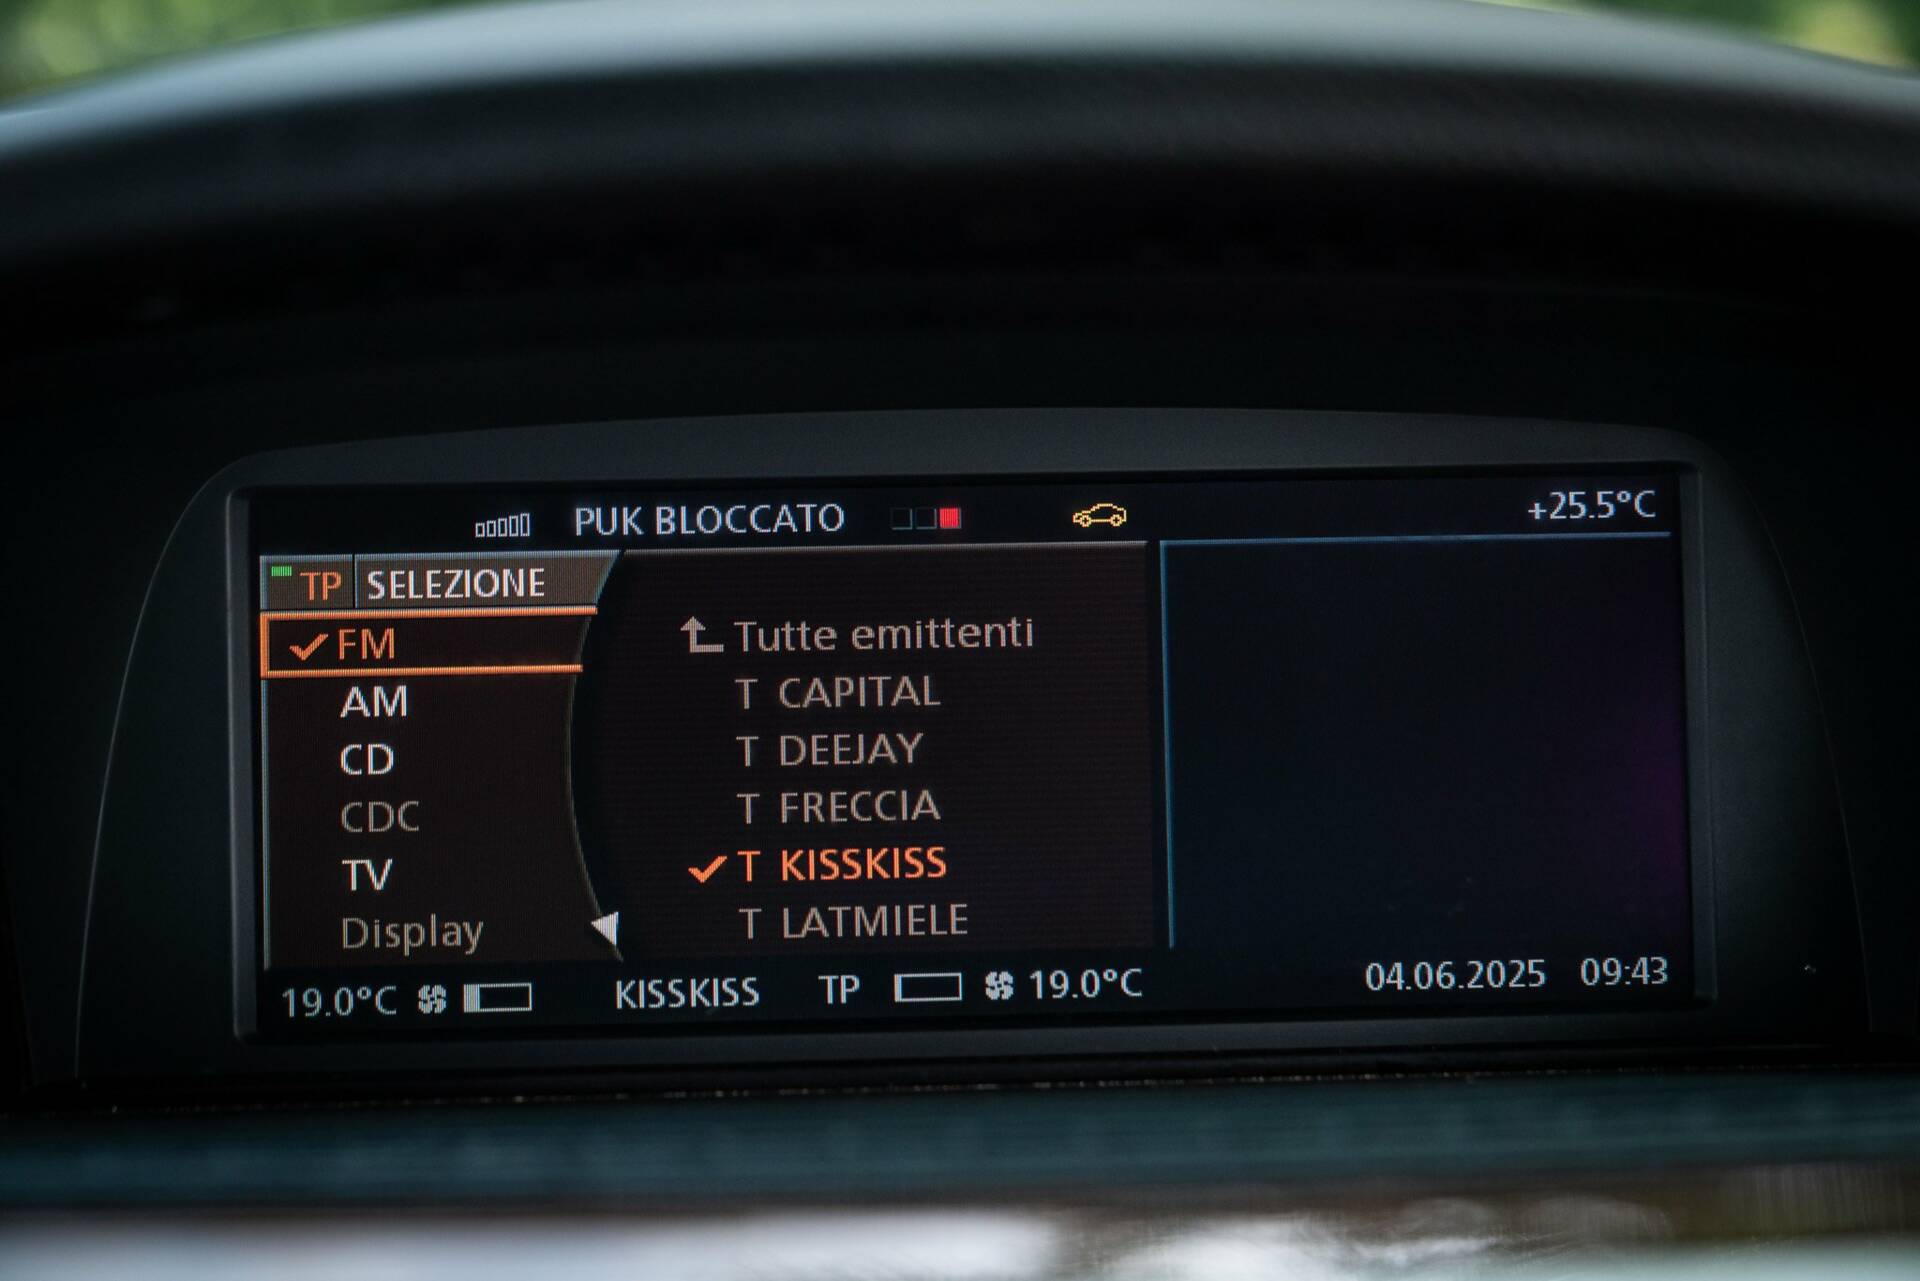 PUK BLOCCATO +25.5°C
TP SELEZIONE
FM
AM
CD
CDC
TV
Display
Tutte emittenti
T CAPITAL
T DEEJAY
T FRECCIA
T KISSKISS
T LATMIELE
19.0°C KISSKISS TP 19.0°C 04.06.2025 09:43